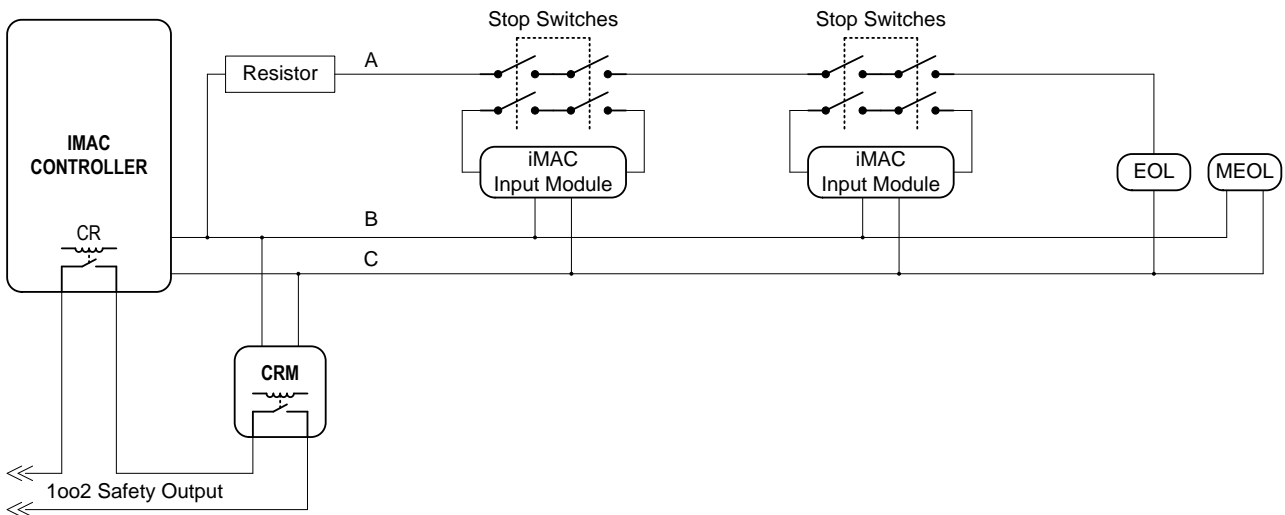 Stop Switches
Stop Switches
A
Resistor
IMAC
CONTROLLER
iMAC
Input Module
iMAC
Input Module
EOL
MEOL
B
CR
C
CRM
1oo2 Safety Output